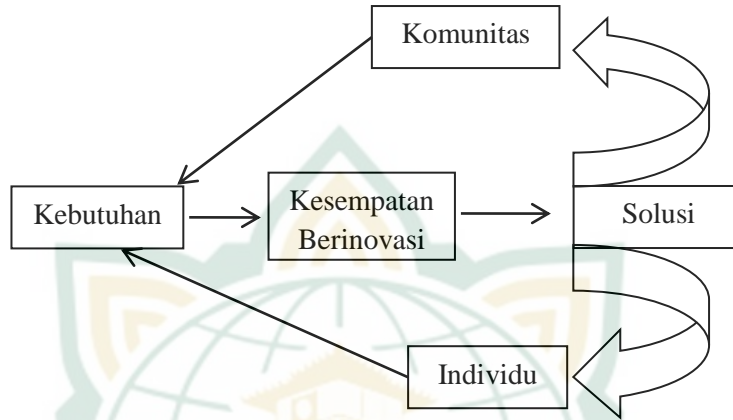 Komunitas
Kebutuhan
Kesempatan
Berinovasi
Solusi
Individu